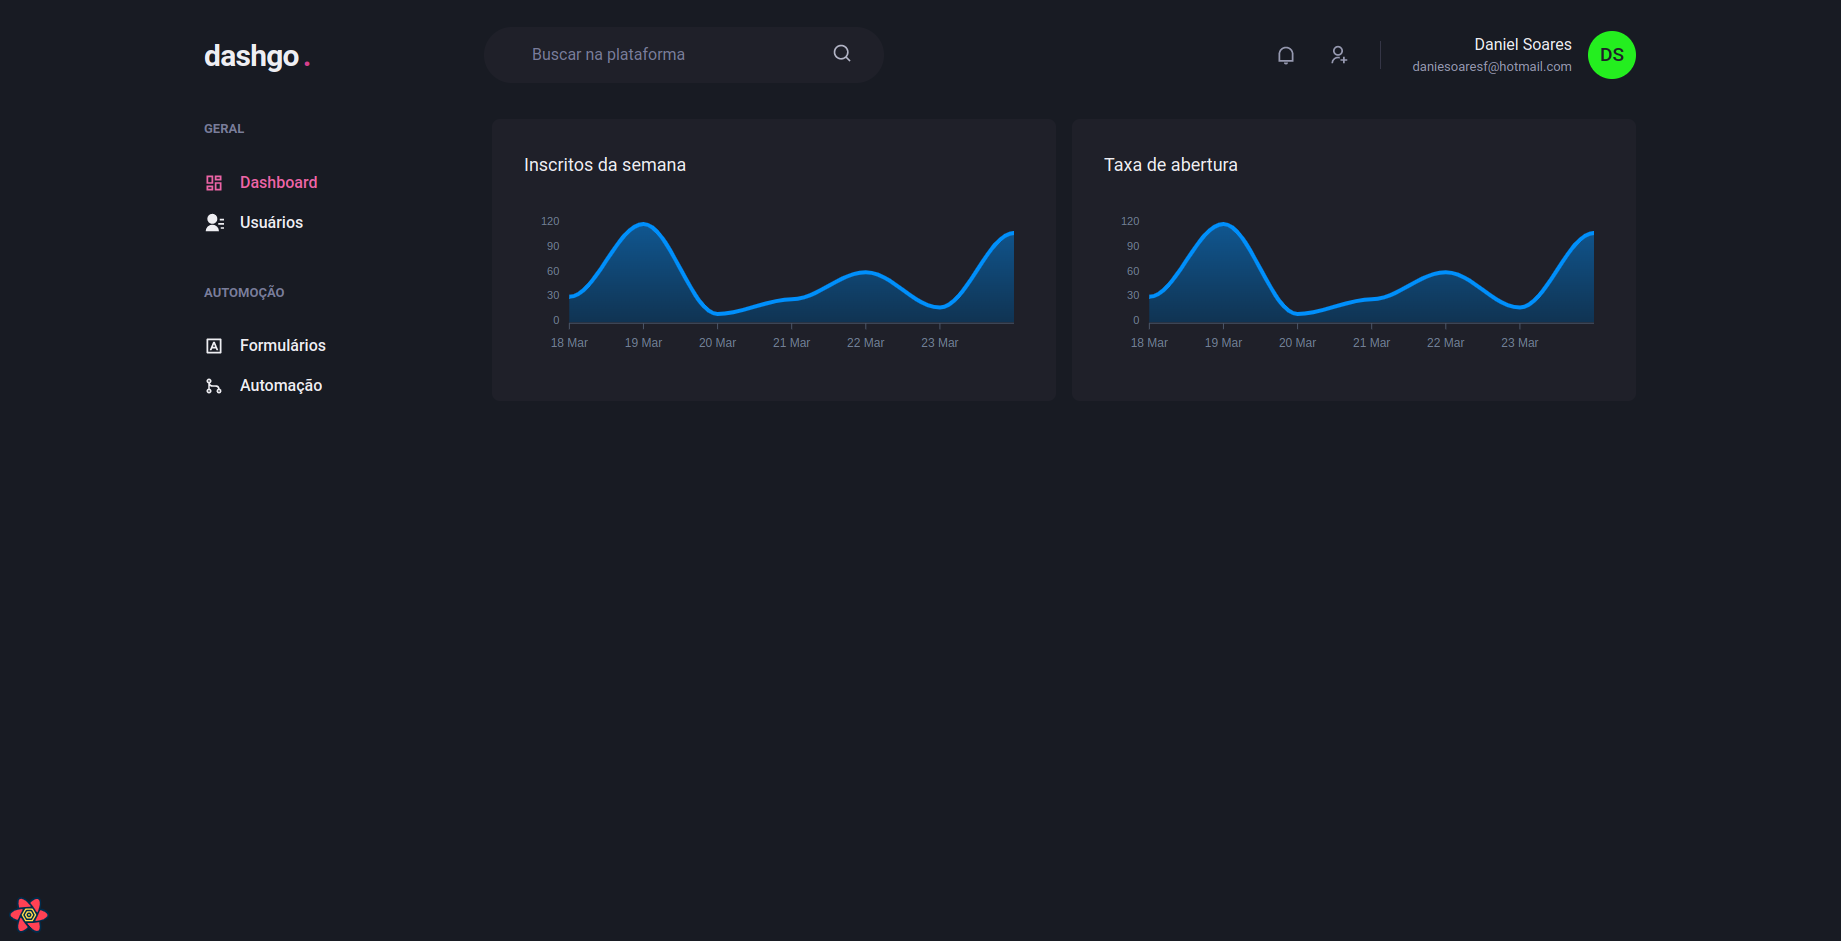 dashgo.
Buscar na plataforma
Daniel Soares
daniesoaresf@hotmail.com
DS
GERAL
Dashboard
Usuários
AUTOMOÇÃO
Formulários
Automação
Inscritos da semana
120
90
60
30
0
18 Mar 19 Mar 20 Mar 21 Mar 22 Mar 23 Mar
Taxa de abertura
120
90
60
30
0
18 Mar 19 Mar 20 Mar 21 Mar 22 Mar 23 Mar